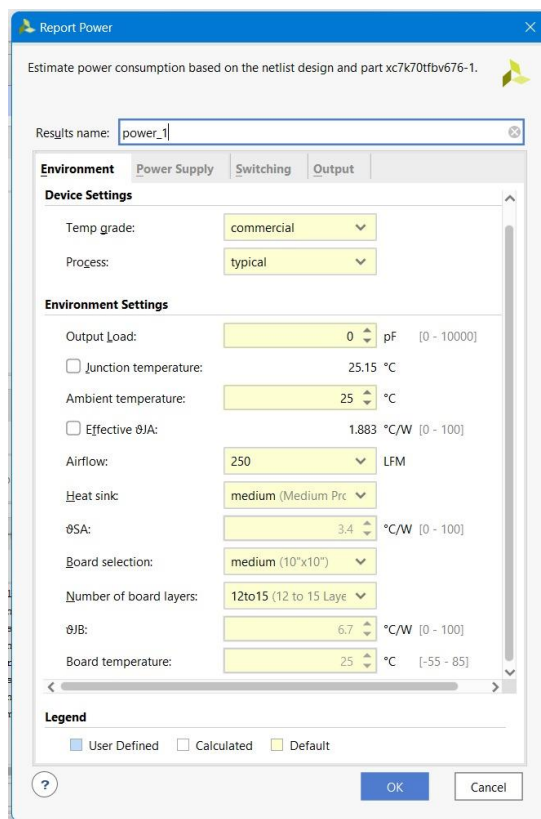 Report Power
Estimate power consumption based on the netlist design and part xc7k70tfbv676-1.
Results name: power_1
Environment Power Supply Switching Output
Device Settings
Temp grade: commercial
Process: typical
Environment Settings
Output Load: 0 pF [0 - 10000]
Junction temperature: 25.15 °C
Ambient temperature: 25 °C
Effective ϑJA: 1.883 °C/W [0 - 100]
Airflow: 250 LFM
Heat sink: medium (Medium Prc
ϑSA: 3.4 °C/W [0 - 100]
Board selection: medium (10"x10")
Number of board layers: 12to15 (12 to 15 Laye
ϑJB: 6.7 °C/W [0 - 100]
Board temperature: 25 °C [-55 - 85]
Legend
User Defined Calculated Default
? OK Cancel